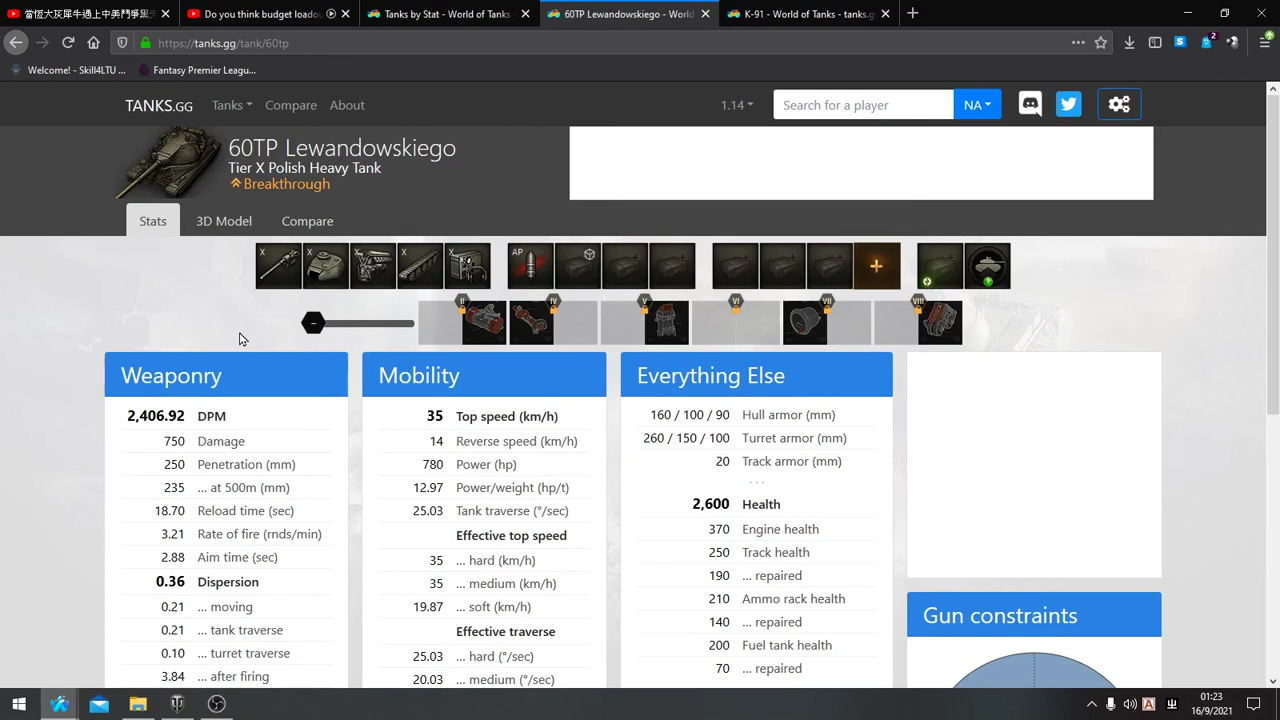 當恆大灰犀牛遇上中美鬥爭黑天
Do you think budget loadou
Tanks by Stat - World of Tanks - t
60TP Lewandowskiego - World
K-91 - World of Tanks - tanks.g
https://tanks.gg/tank/60tp
2
Welcome! - Skill4LTU ...
Fantasy Premier Leagu...
TANKS.GG
Tanks
Compare
About
1.14
Search for a player
NA
60TP Lewandowskiego
Tier X Polish Heavy Tank
Breakthrough
Stats
3D Model
Compare
X
X
X
X
X
AP
II
IV
V
VI
VII
VIII
Weaponry
2,406.92 DPM
750 Damage
250 Penetration (mm)
235 ... at 500m (mm)
18.70 Reload time (sec)
3.21 Rate of fire (rnds/min)
2.88 Aim time (sec)
0.36 Dispersion
0.21 ... moving
0.21 ... tank traverse
0.10 ... turret traverse
3.84 ... after firing
Mobility
35 Top speed (km/h)
14 Reverse speed (km/h)
780 Power (hp)
12.97 Power/weight (hp/t)
25.03 Tank traverse (°/sec)
Effective top speed
35 ... hard (km/h)
35 ... medium (km/h)
19.87 ... soft (km/h)
Effective traverse
25.03 ... hard (°/sec)
20.03 ... medium (°/sec)
Everything Else
160 / 100 / 90 Hull armor (mm)
260 / 150 / 100 Turret armor (mm)
20 Track armor (mm)
...
2,600 Health
370 Engine health
250 Track health
190 ... repaired
210 Ammo rack health
140 ... repaired
200 Fuel tank health
70 ... repaired
Gun constraints
A
01:23
16/9/2021